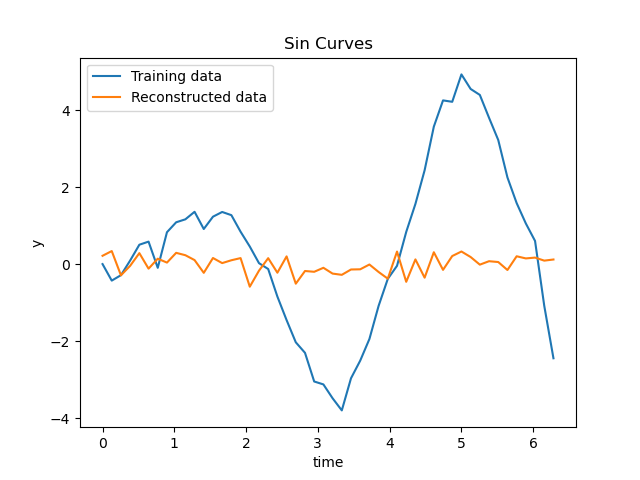 Sin Curves
Training data
Reconstructed data
y
4
2
0
−2
−4
0 1 2 3 4 5 6
time